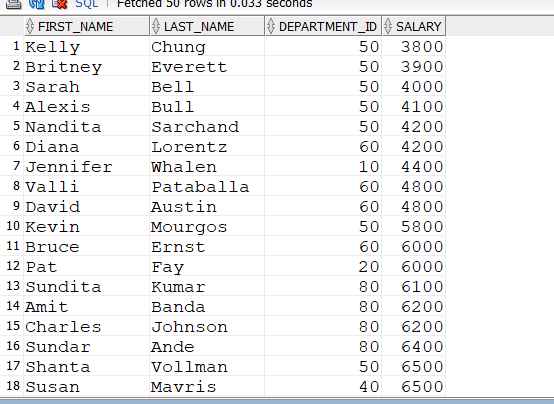 SQL | Fetched 50 rows in 0.033 seconds
FIRST_NAME LAST_NAME DEPARTMENT_ID SALARY
1 Kelly Chung 50 3800
2 Britney Everett 50 3900
3 Sarah Bell 50 4000
4 Alexis Bull 50 4100
5 Nandita Sarchand 50 4200
6 Diana Lorentz 60 4200
7 Jennifer Whalen 10 4400
8 Valli Pataballa 60 4800
9 David Austin 60 4800
10 Kevin Mourgos 50 5800
11 Bruce Ernst 60 6000
12 Pat Fay 20 6000
13 Sundita Kumar 80 6100
14 Amit Banda 80 6200
15 Charles Johnson 80 6200
16 Sundar Ande 80 6400
17 Shanta Vollman 50 6500
18 Susan Mavris 40 6500